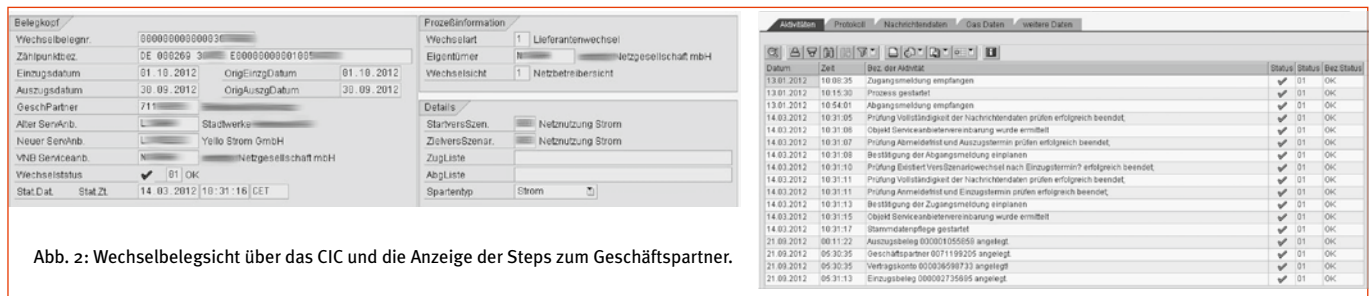 Belegkopf
Wechselbelegnr.
Zählpunktbez. DE
Einzugsdatum 01.10.2012 OrigEinzgDatum 01.10.2012
Auszugsdatum 30.09.2012 OrigAuszgDatum 30.09.2012
GeschPartner 711
Alter ServAnb. L Stadtwerke
Neuer ServAnb. L Yello Strom GmbH
VNB Serviceanb. N Netzgesellschaft mbH
Wechselststus 01 OK
Stat.Dat. Stat.Zt. 14.03.2012 10:31:16 CET
Prozeßinformation
Wechselart 1 Lieferantenwechsel
Eigentümer N Netzgesellschaft mbH
Wechselsicht 1 Netzbetreibersicht
Details
StartversSzen. Netznutzung Strom
ZielversSzenar. Netznutzung Strom
ZugListe
AbgListe
Spartentyp Strom
Abb. 2: Wechselbelegsicht über das CIC und die Anzeige der Steps zum Geschäftspartner.
Aktivitäten Protokoll Nachrichtendaten Gas Daten weitere Daten
Datum Zeit Bez. der Aktivität Status Status Bez.Status
13.01.2012 10:08:35 Zugangsmeldung empfangen 01 OK
13.01.2012 10:15:30 Prozess gestartet 01 OK
13.01.2012 10:54:01 Abgangsmeldung empfangen 01 OK
14.03.2012 10:31:05 Prüfung Vollständigkeit der Nachrichtendaten prüfen erfolgreich beendet, 01 OK
14.03.2012 10:31:06 Objekt Serviceanbietervereinbarung wurde ermittelt 01 OK
14.03.2012 10:31:07 Prüfung Abmeldefrist und Auszugstermin prüfen erfolgreich beendet, 01 OK
14.03.2012 10:31:08 Bestätigung der Abgangsmeldung einplanen 01 OK
14.03.2012 10:31:10 Prüfung Existiert VersSzenariowechsel nach Einzugstermin? erfolgreich beendet, 01 OK
14.03.2012 10:31:11 Prüfung Vollständigkeit der Nachrichtendaten prüfen erfolgreich beendet, 01 OK
14.03.2012 10:31:11 Prüfung Anmeldefrist und Einzugstermin prüfen erfolgreich beendet, 01 OK
14.03.2012 10:31:13 Bestätigung der Zugangsmeldung einplanen 01 OK
14.03.2012 10:31:15 Objekt Serviceanbietervereinbarung wurde ermittelt 01 OK
14.03.2012 10:31:17 Stammdatenpflege gestartet 01 OK
21.09.2012 00:11:22 Auszugsbeleg 000001055858 angelegt. 01 OK
21.09.2012 05:30:35 Geschäftspartner 0071199205 angelegt. 01 OK
21.09.2012 05:30:35 Vertragskonto 000036598733 angelegt! 01 OK
21.09.2012 05:31:13 Einzugsbeleg 000002735695 angelegt. 01 OK